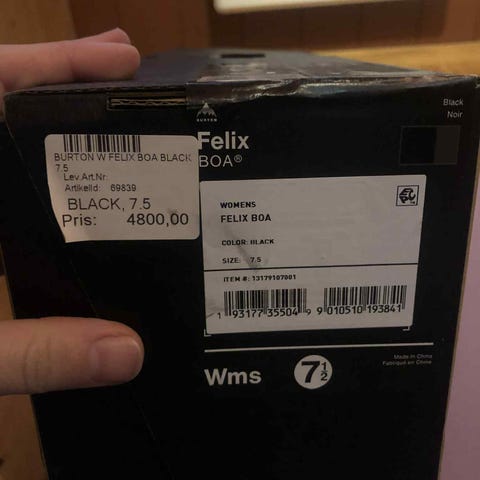 BURTON
Felix
BOA®
Black
Noir
BURTON W FELIX BOA BLACK
7.5
Lev.Art.Nr:
ArtikelId: 69839
BLACK, 7.5
Pris: 4800,00
WOMENS
FELIX BOA
COLOR: BLACK
SIZE: 7.5
ITEM #: 13179107001
1 93177 35504 9 9 010510 193841
Made in China
Fabriqué en Chine
Wms 7 1/2